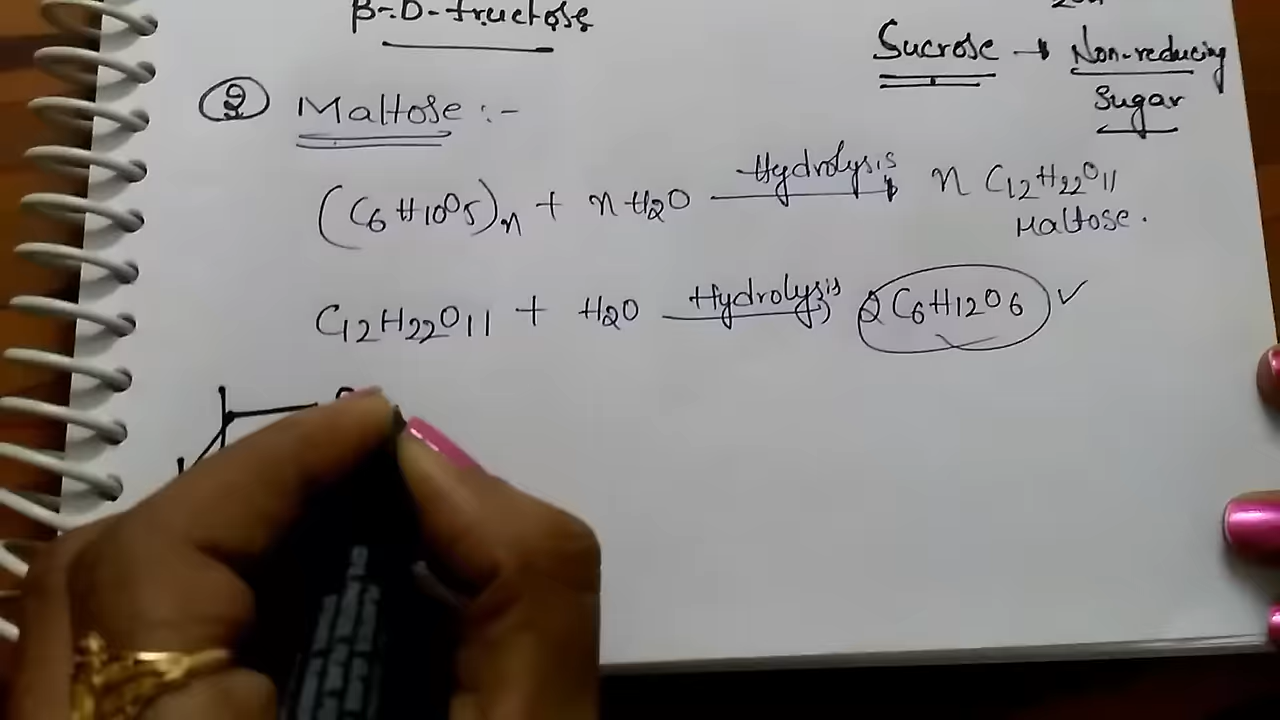 β-D-fructose
Sucrose → Non-reducing
Sugar
② Maltose :-
(C6H10O5)n + nH2O Hydrolysis → n C12H22O11
Maltose.
C12H22O11 + H2O Hydrolysis → 2C6H12O6 ✓